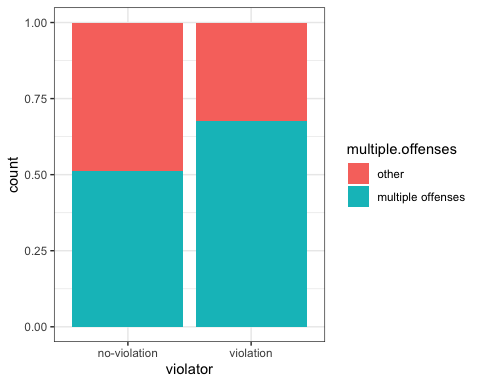 1.00
0.75
0.50
0.25
0.00
count
no-violation
violation
violator
multiple.offenses
other
multiple offenses